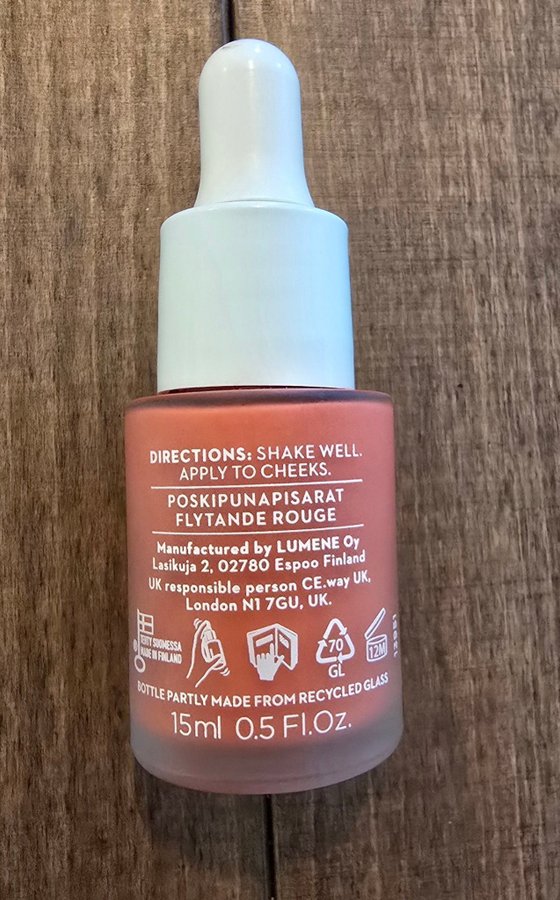 DIRECTIONS: SHAKE WELL.
APPLY TO CHEEKS.
POSKIPUNAPISARAT
FLYTANDE ROUGE
Manufactured by LUMENE Oy
Lasikuja 2, 02780 Espoo Finland
UK responsible person CE.way UK,
London N1 7GU, UK.
TEHTY SUOMESSA
MADE IN FINLAND
70
GL
12M
BOTTLE PARTLY MADE FROM RECYCLED GLASS
15ml 0.5 Fl.Oz.